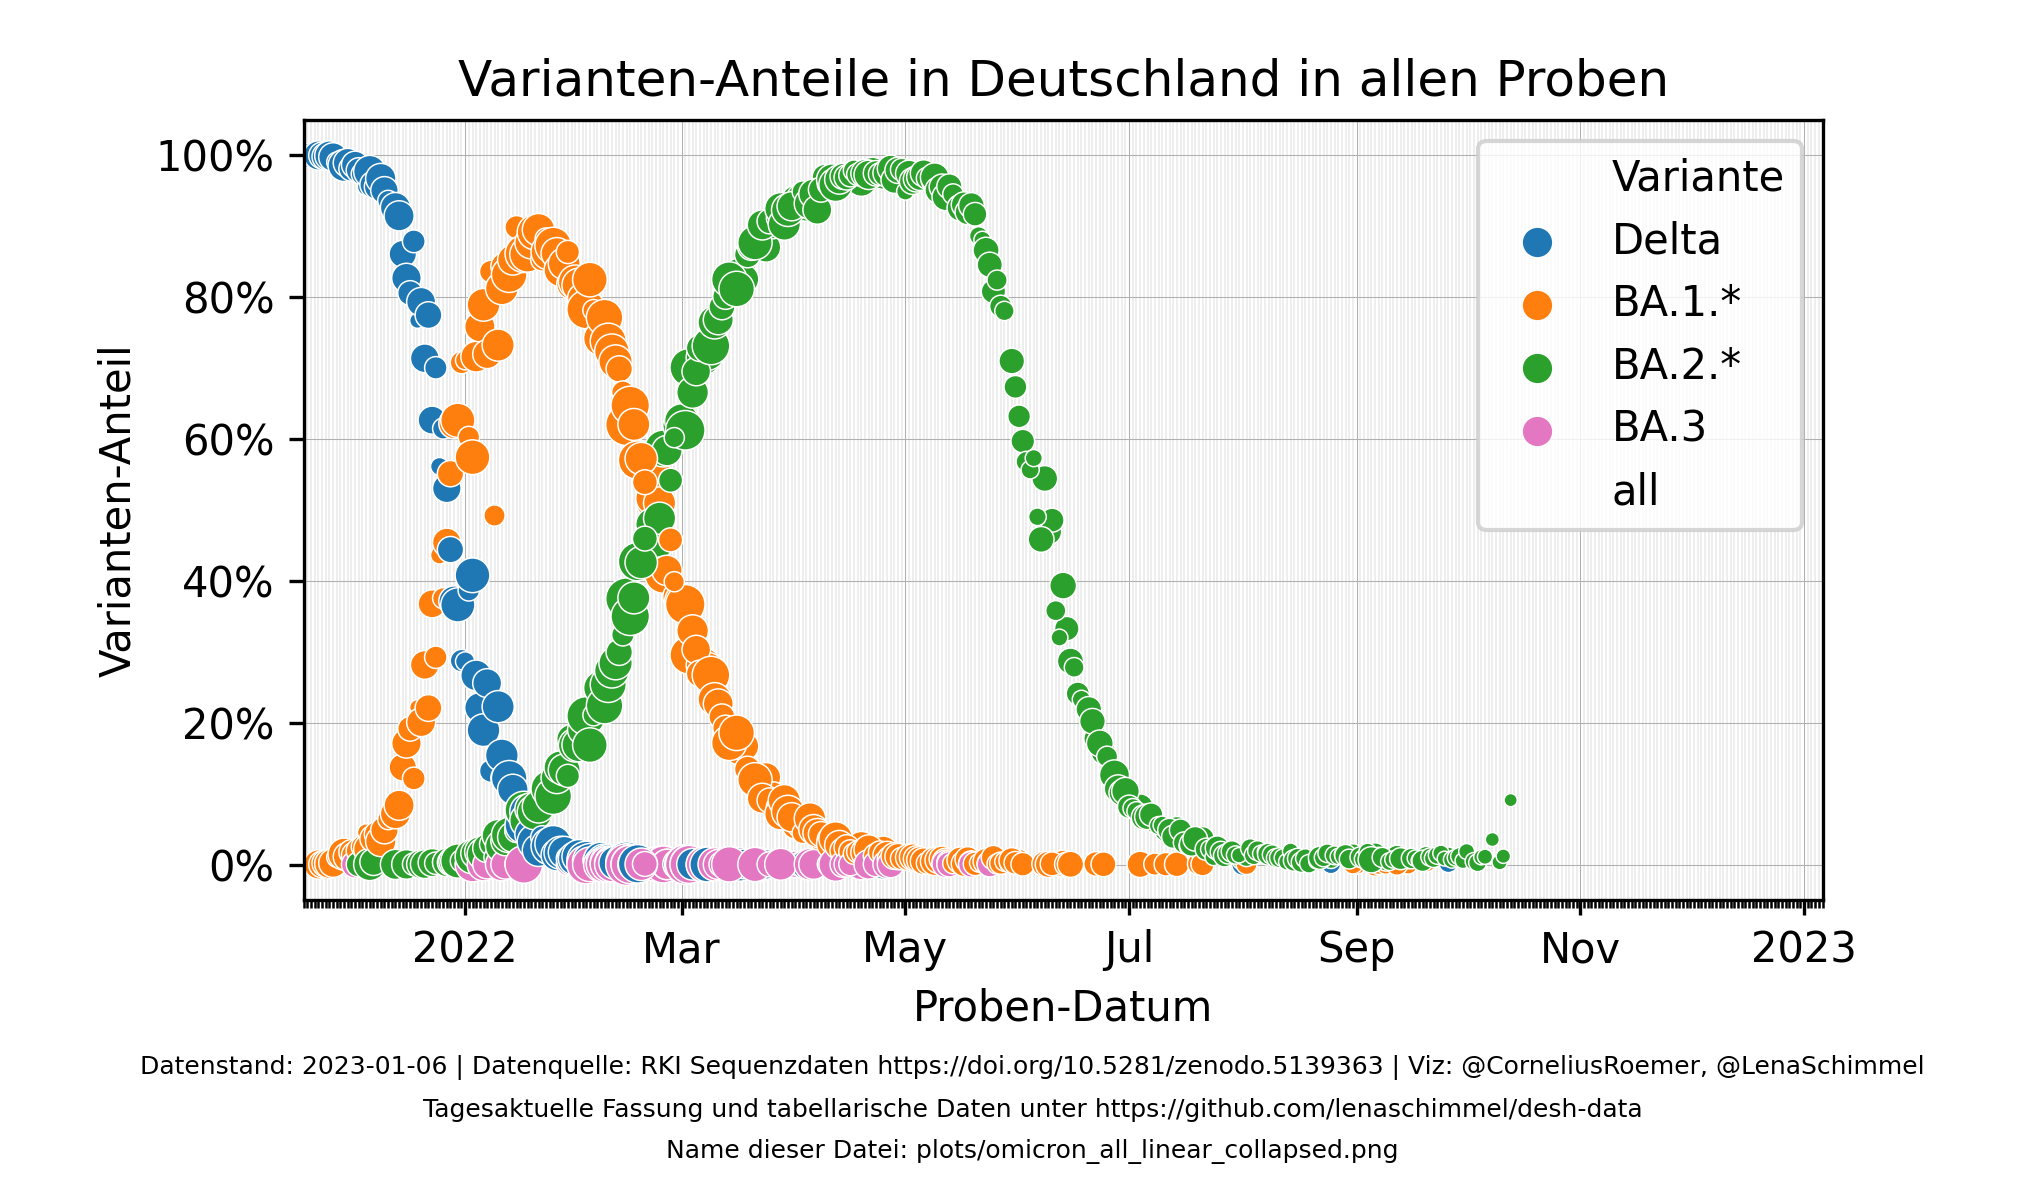 Varianten-Anteile in Deutschland in allen Proben
Varianten-Anteil
100%
80%
60%
40%
20%
0%
Variante
Delta
BA.1.*
BA.2.*
BA.3
all
2022
Mar
May
Jul
Sep
Nov
2023
Proben-Datum
Datenstand: 2023-01-06 | Datenquelle: RKI Sequenzdaten https://doi.org/10.5281/zenodo.5139363 | Viz: @CorneliusRoemer, @LenaSchimmel
Tagesaktuelle Fassung und tabellarische Daten unter https://github.com/lenaschimmel/desh-data
Name dieser Datei: plots/omicron_all_linear_collapsed.png